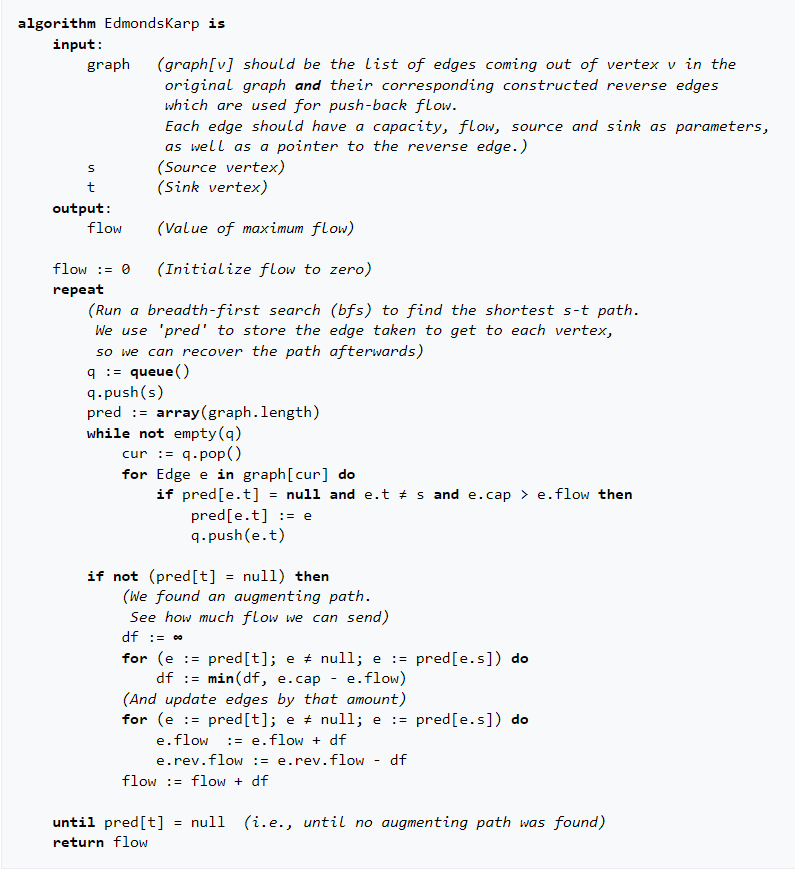 algorithm EdmondsKarp is
input:
graph (graph[v] should be the list of edges coming out of vertex v in the
original graph and their corresponding constructed reverse edges
which are used for push-back flow.
Each edge should have a capacity, flow, source and sink as parameters,
as well as a pointer to the reverse edge.)
s (Source vertex)
t (Sink vertex)
output:
flow (Value of maximum flow)
flow := 0 (Initialize flow to zero)
repeat
(Run a breadth-first search (bfs) to find the shortest s-t path.
We use 'pred' to store the edge taken to get to each vertex,
so we can recover the path afterwards)
q := queue()
q.push(s)
pred := array(graph.length)
while not empty(q)
cur := q.pop()
for Edge e in graph[cur] do
if pred[e.t] = null and e.t ≠ s and e.cap > e.flow then
pred[e.t] := e
q.push(e.t)
if not (pred[t] = null) then
(We found an augmenting path.
See how much flow we can send)
df := ∞
for (e := pred[t]; e ≠ null; e := pred[e.s]) do
df := min(df, e.cap - e.flow)
(And update edges by that amount)
for (e := pred[t]; e ≠ null; e := pred[e.s]) do
e.flow := e.flow + df
e.rev.flow := e.rev.flow - df
flow := flow + df
until pred[t] = null (i.e., until no augmenting path was found)
return flow